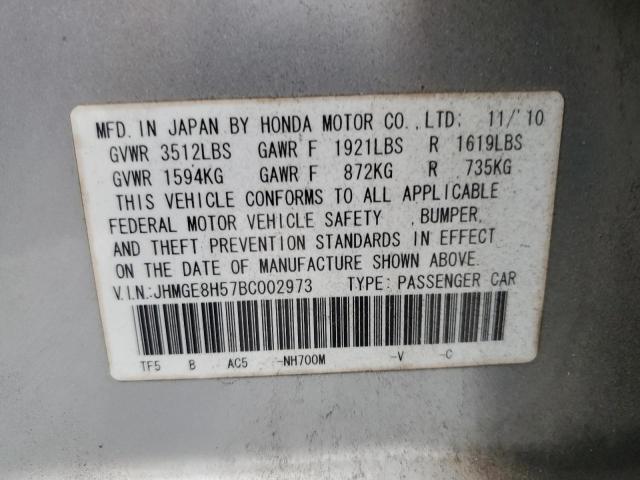 MFD. IN JAPAN BY HONDA MOTOR CO., LTD: 11/'10
GVWR 3512LBS GAWR F 1921LBS R 1619LBS
GVWR 1594KG GAWR F 872KG R 735KG
THIS VEHICLE CONFORMS TO ALL APPLICABLE
FEDERAL MOTOR VEHICLE SAFETY , BUMPER,
AND THEFT PREVENTION STANDARDS IN EFFECT
ON THE DATE OF MANUFACTURE SHOWN ABOVE.
V.I.N:JHMGE8H57BC002973 TYPE: PASSENGER CAR
TF5 B AC5 -NH700M -V -C